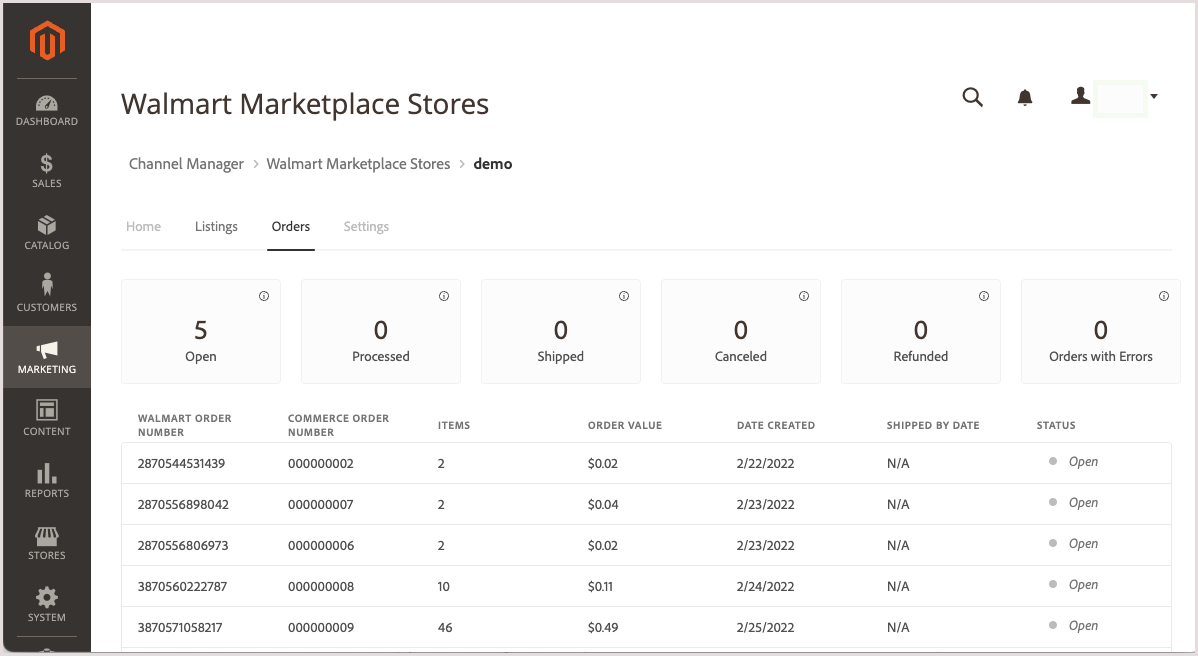 Walmart Marketplace Stores
Channel Manager > Walmart Marketplace Stores > demo
Home Listings Orders Settings
DASHBOARD
SALES
CATALOG
CUSTOMERS
MARKETING
CONTENT
REPORTS
STORES
SYSTEM
5 0 0 0 0 0
Open Processed Shipped Canceled Refunded Orders with Errors
WALMART ORDER NUMBER COMMERCE ORDER NUMBER ITEMS ORDER VALUE DATE CREATED SHIPPED BY DATE STATUS
2870544531439 000000002 2 $0.02 2/22/2022 N/A Open
2870556898042 000000007 2 $0.04 2/23/2022 N/A Open
2870556806973 000000006 2 $0.02 2/23/2022 N/A Open
3870560222787 000000008 10 $0.11 2/24/2022 N/A Open
3870571058217 000000009 46 $0.49 2/25/2022 N/A Open